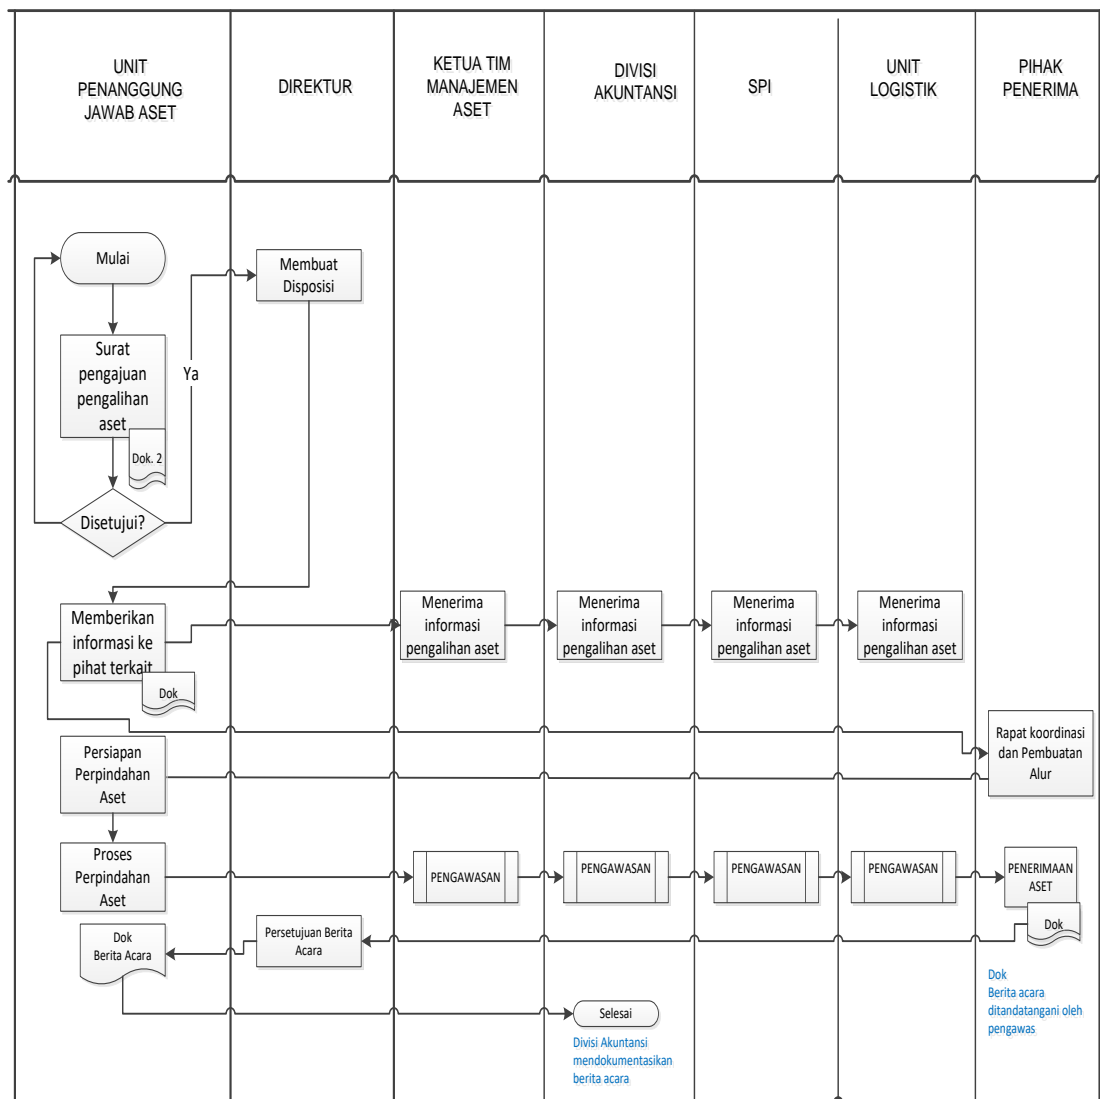 UNIT
PENANGGUNG
JAWAB ASET
DIREKTUR
KETUA TIM
MANAJEMEN
ASET
DIVISI
AKUNTANSI
SPI
UNIT
LOGISTIK
PIHAK
PENERIMA
Mulai
Membuat
Disposisi
Surat
pengajuan
pengalihan
aset
Ya
Dok. 2
Disetujui?
Memberikan
informasi ke
pihat terkait
Dok
Menerima
informasi
pengalihan aset
Menerima
informasi
pengalihan aset
Menerima
informasi
pengalihan aset
Menerima
informasi
pengalihan aset
Rapat koordinasi
dan Pembuatan
Alur
Persiapan
Perpindahan
Aset
Proses
Perpindahan
Aset
PENGAWASAN
PENGAWASAN
PENGAWASAN
PENGAWASAN
PENERIMAAN
ASET
Dok
Persetujuan Berita
Acara
Dok
Berita Acara
Dok
Berita acara
ditandatangani oleh
pengawas
Selesai
Divisi Akuntansi
mendokumentasikan
berita acara